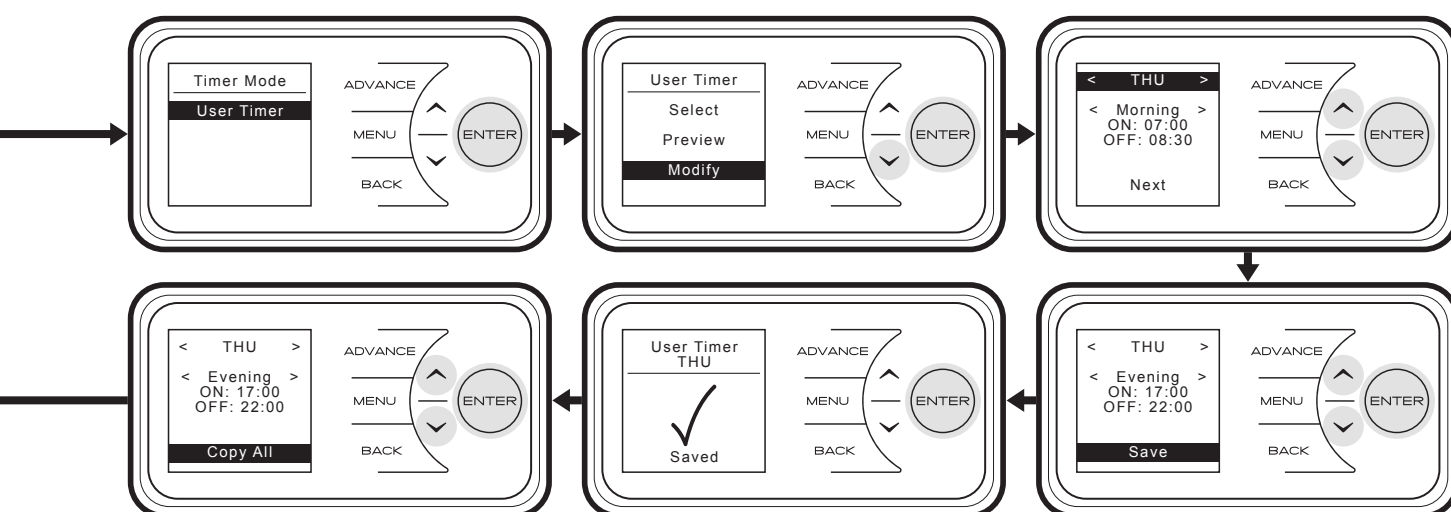 Timer Mode
User Timer
ADVANCE
MENU
BACK
ENTER
User Timer
Select
Preview
Modify
ADVANCE
MENU
BACK
ENTER
< THU >
< Morning >
ON: 07:00
OFF: 08:30
Next
ADVANCE
MENU
BACK
ENTER
< THU >
< Evening >
ON: 17:00
OFF: 22:00
Copy All
ADVANCE
MENU
BACK
ENTER
User Timer
THU
Saved
ADVANCE
MENU
BACK
ENTER
< THU >
< Evening >
ON: 17:00
OFF: 22:00
Save
ADVANCE
MENU
BACK
ENTER